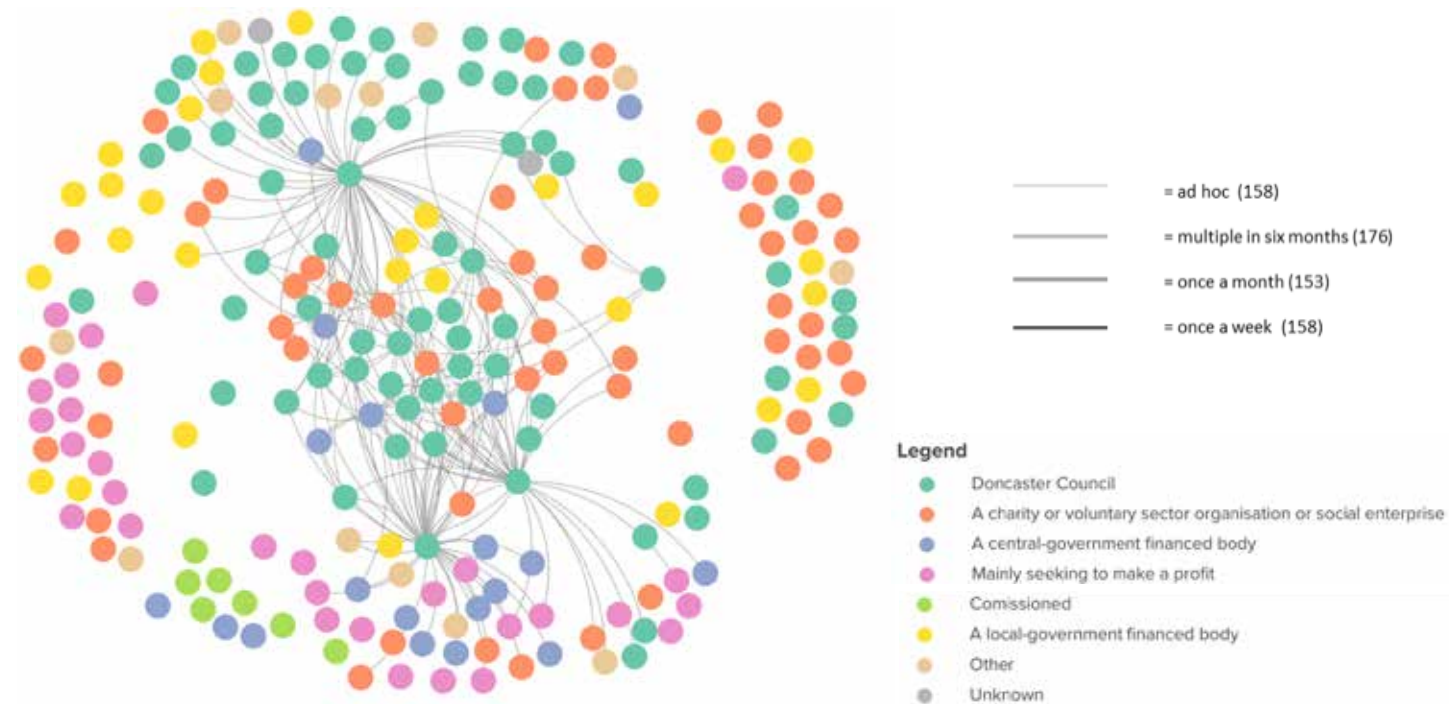 = ad hoc (158)
= multiple in six months (176)
= once a month (153)
= once a week (158)
Legend
Doncaster Council
A charity or voluntary sector organisation or social enterprise
A central-government financed body
Mainly seeking to make a profit
Comissioned
A local-government financed body
Other
Unknown